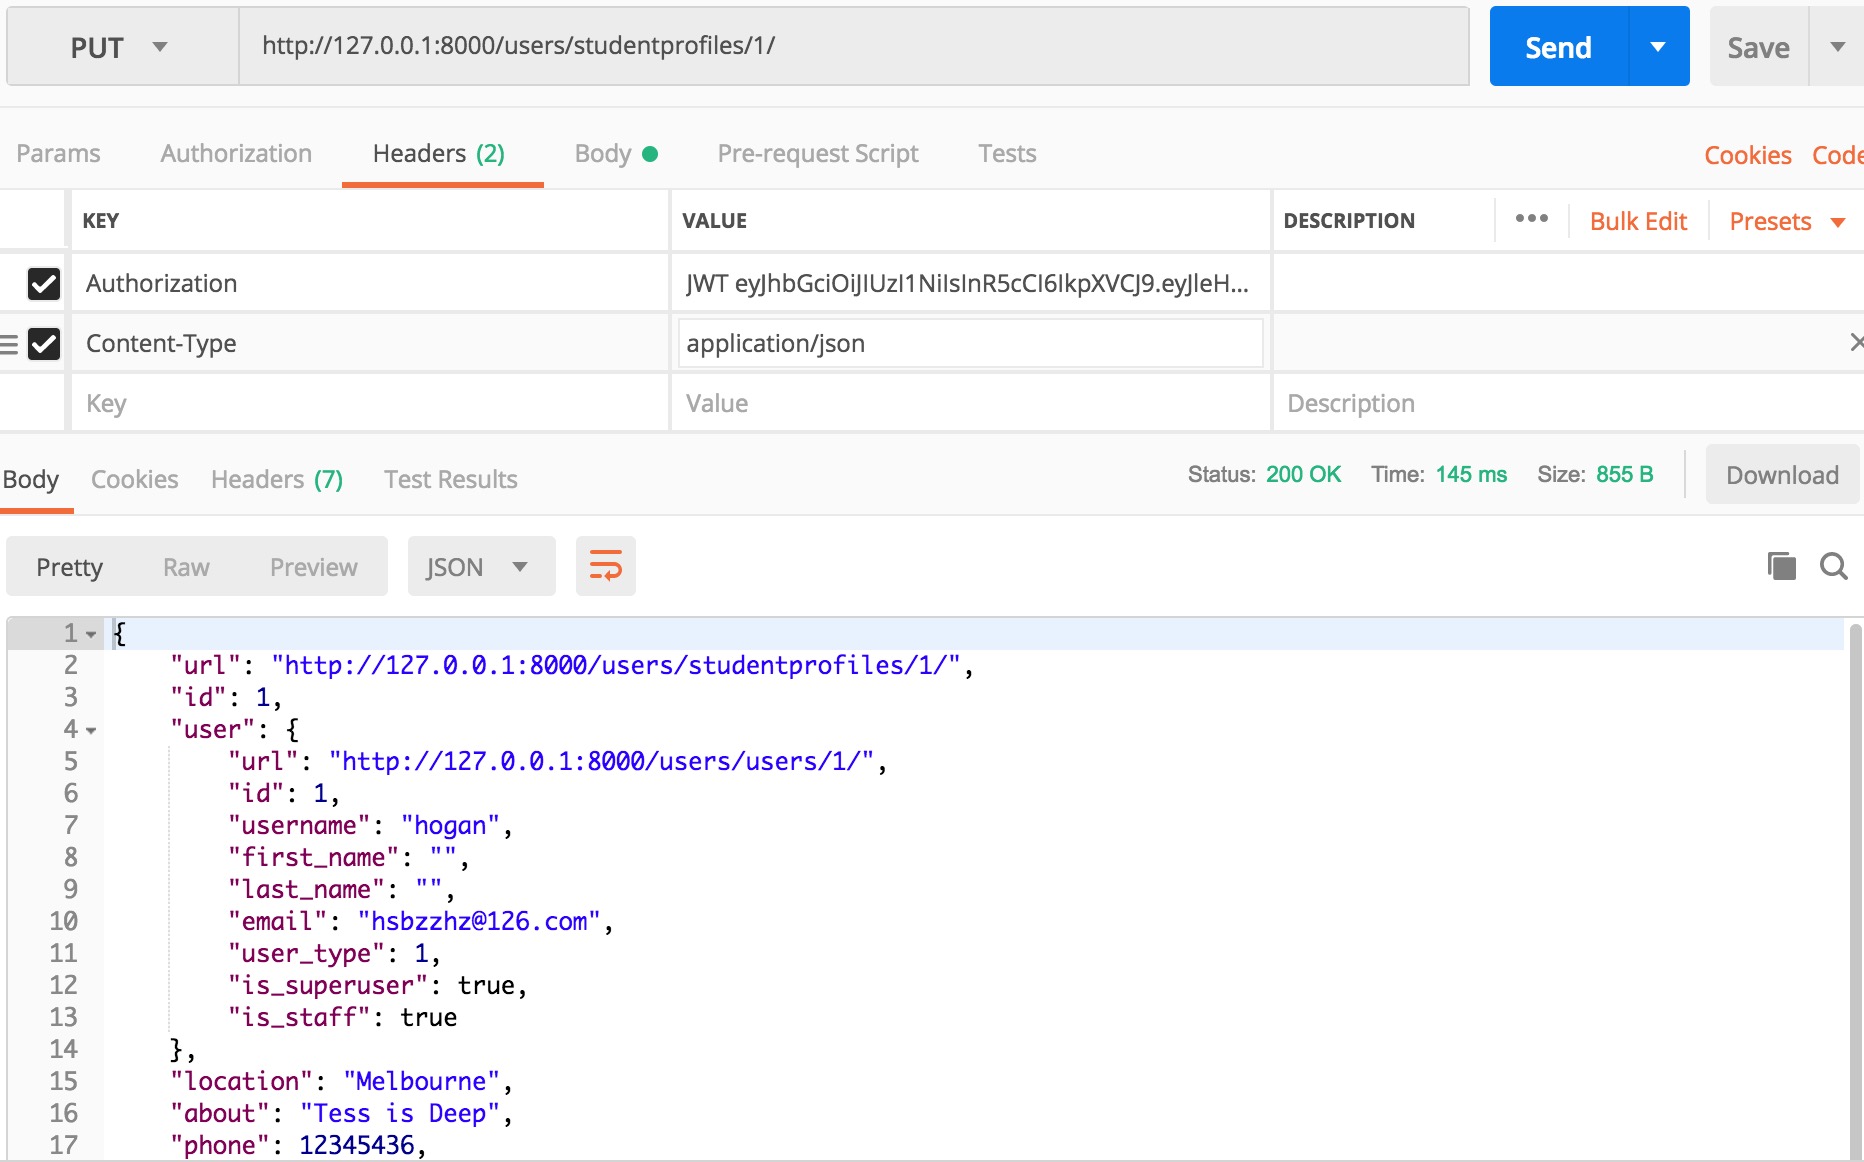 PUT http://127.0.0.1:8000/users/studentprofiles/1/ Send Save
Params Authorization Headers (2) Body Pre-request Script Tests Cookies Code
KEY VALUE DESCRIPTION ••• Bulk Edit Presets
Authorization JWT eyJhbGciOiJIUzI1NiIsInR5cCI6IkpXVCJ9.eyJleH...
Content-Type application/json
Key Value Description
Body Cookies Headers (7) Test Results Status: 200 OK Time: 145 ms Size: 855 B Download
Pretty Raw Preview JSON
1 {
2 "url": "http://127.0.0.1:8000/users/studentprofiles/1/",
3 "id": 1,
4 "user": {
5 "url": "http://127.0.0.1:8000/users/users/1/",
6 "id": 1,
7 "username": "hogan",
8 "first_name": "",
9 "last_name": "",
10 "email": "hsbzzhz@126.com",
11 "user_type": 1,
12 "is_superuser": true,
13 "is_staff": true
14 },
15 "location": "Melbourne",
16 "about": "Tess is Deep",
17 "phone": 12345436,